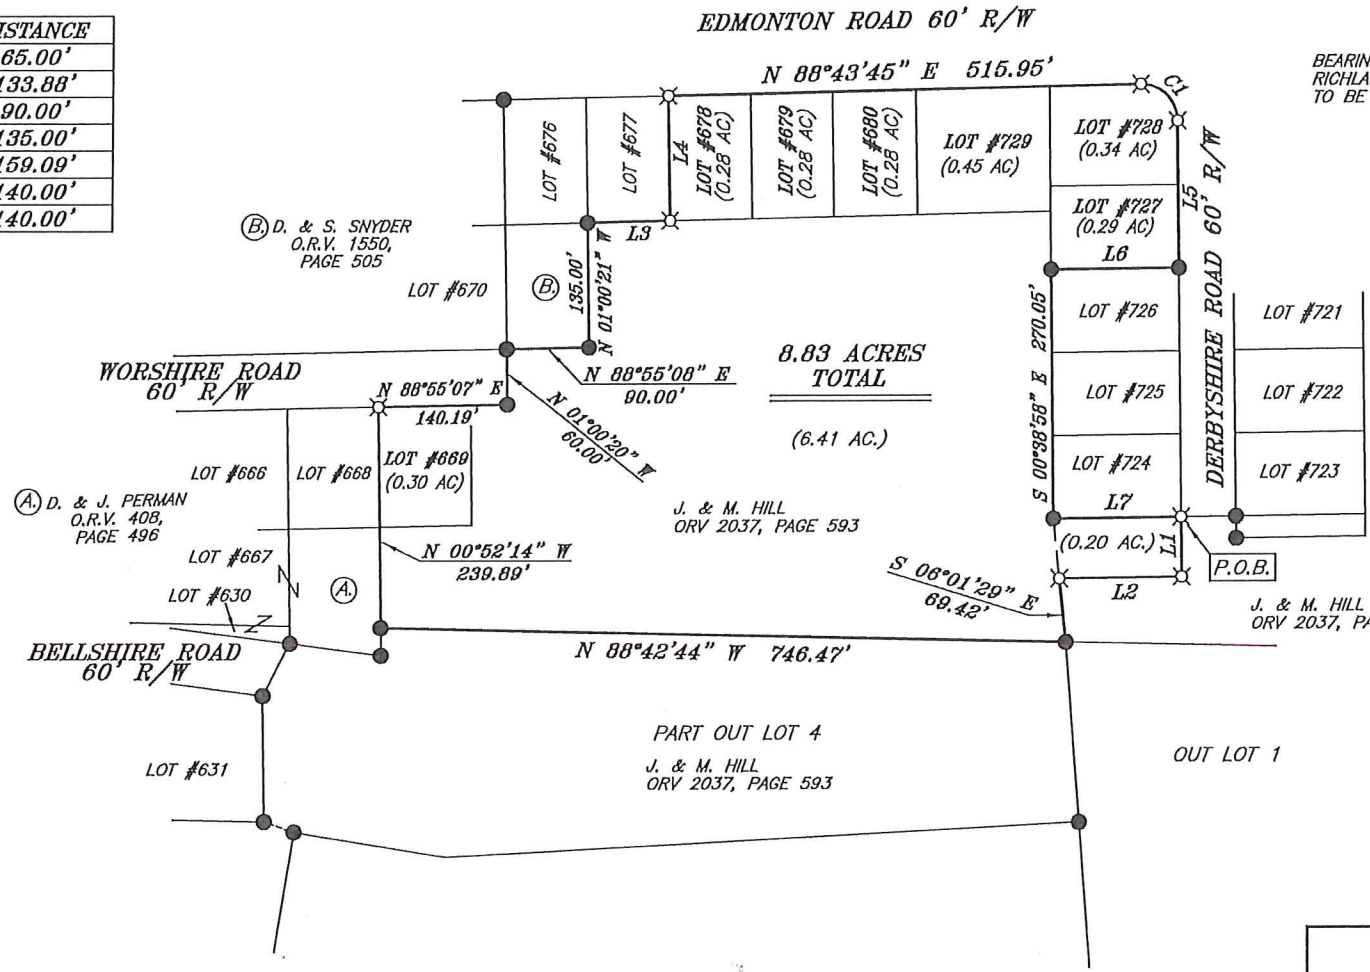 ISTANCE
65.00'
133.88'
90.00'
135.00'
159.09'
140.00'
140.00'
EDMONTON ROAD 60' R/W
N 88°43'45" E 515.95'
C1
BEARIN
RICHLA
TO BE
LOT #676
LOT #677
L4
LOT #678
(0.28 AC)
LOT #679
(0.28 AC)
LOT #680
(0.28 AC)
LOT #729
(0.45 AC)
LOT #728
(0.34 AC)
L5
LOT #727
(0.29 AC)
L6
L3
DERBYSHIRE ROAD 60' R/W
B. D. & S. SNYDER
O.R.V. 1550,
PAGE 505
LOT #670
B.
135.00'
N 01°00'21" W
S 00°38'58" E 270.05'
LOT #726
LOT #721
WORSHIRE ROAD
60' R/W
N 88°55'08" E
90.00'
8.83 ACRES
TOTAL
(6.41 AC.)
N 88°55'07" E
140.19'
N 01°00'20" W
60.00'
LOT #725
LOT #722
LOT #666
LOT #668
LOT #669
(0.30 AC)
LOT #724
LOT #723
A. D. & J. PERMAN
O.R.V. 408,
PAGE 496
J. & M. HILL
ORV 2037, PAGE 593
L7
(0.20 AC.)
L1
P.O.B.
L2
LOT #667
N 00°52'14" W
239.89'
A.
S 06°01'29" E
69.42'
LOT #630
J. & M. HILL
ORV 2037, PA
BELLSHIRE ROAD
60' R/W
N 88°42'44" W 746.47'
PART OUT LOT 4
J. & M. HILL
ORV 2037, PAGE 593
OUT LOT 1
LOT #631